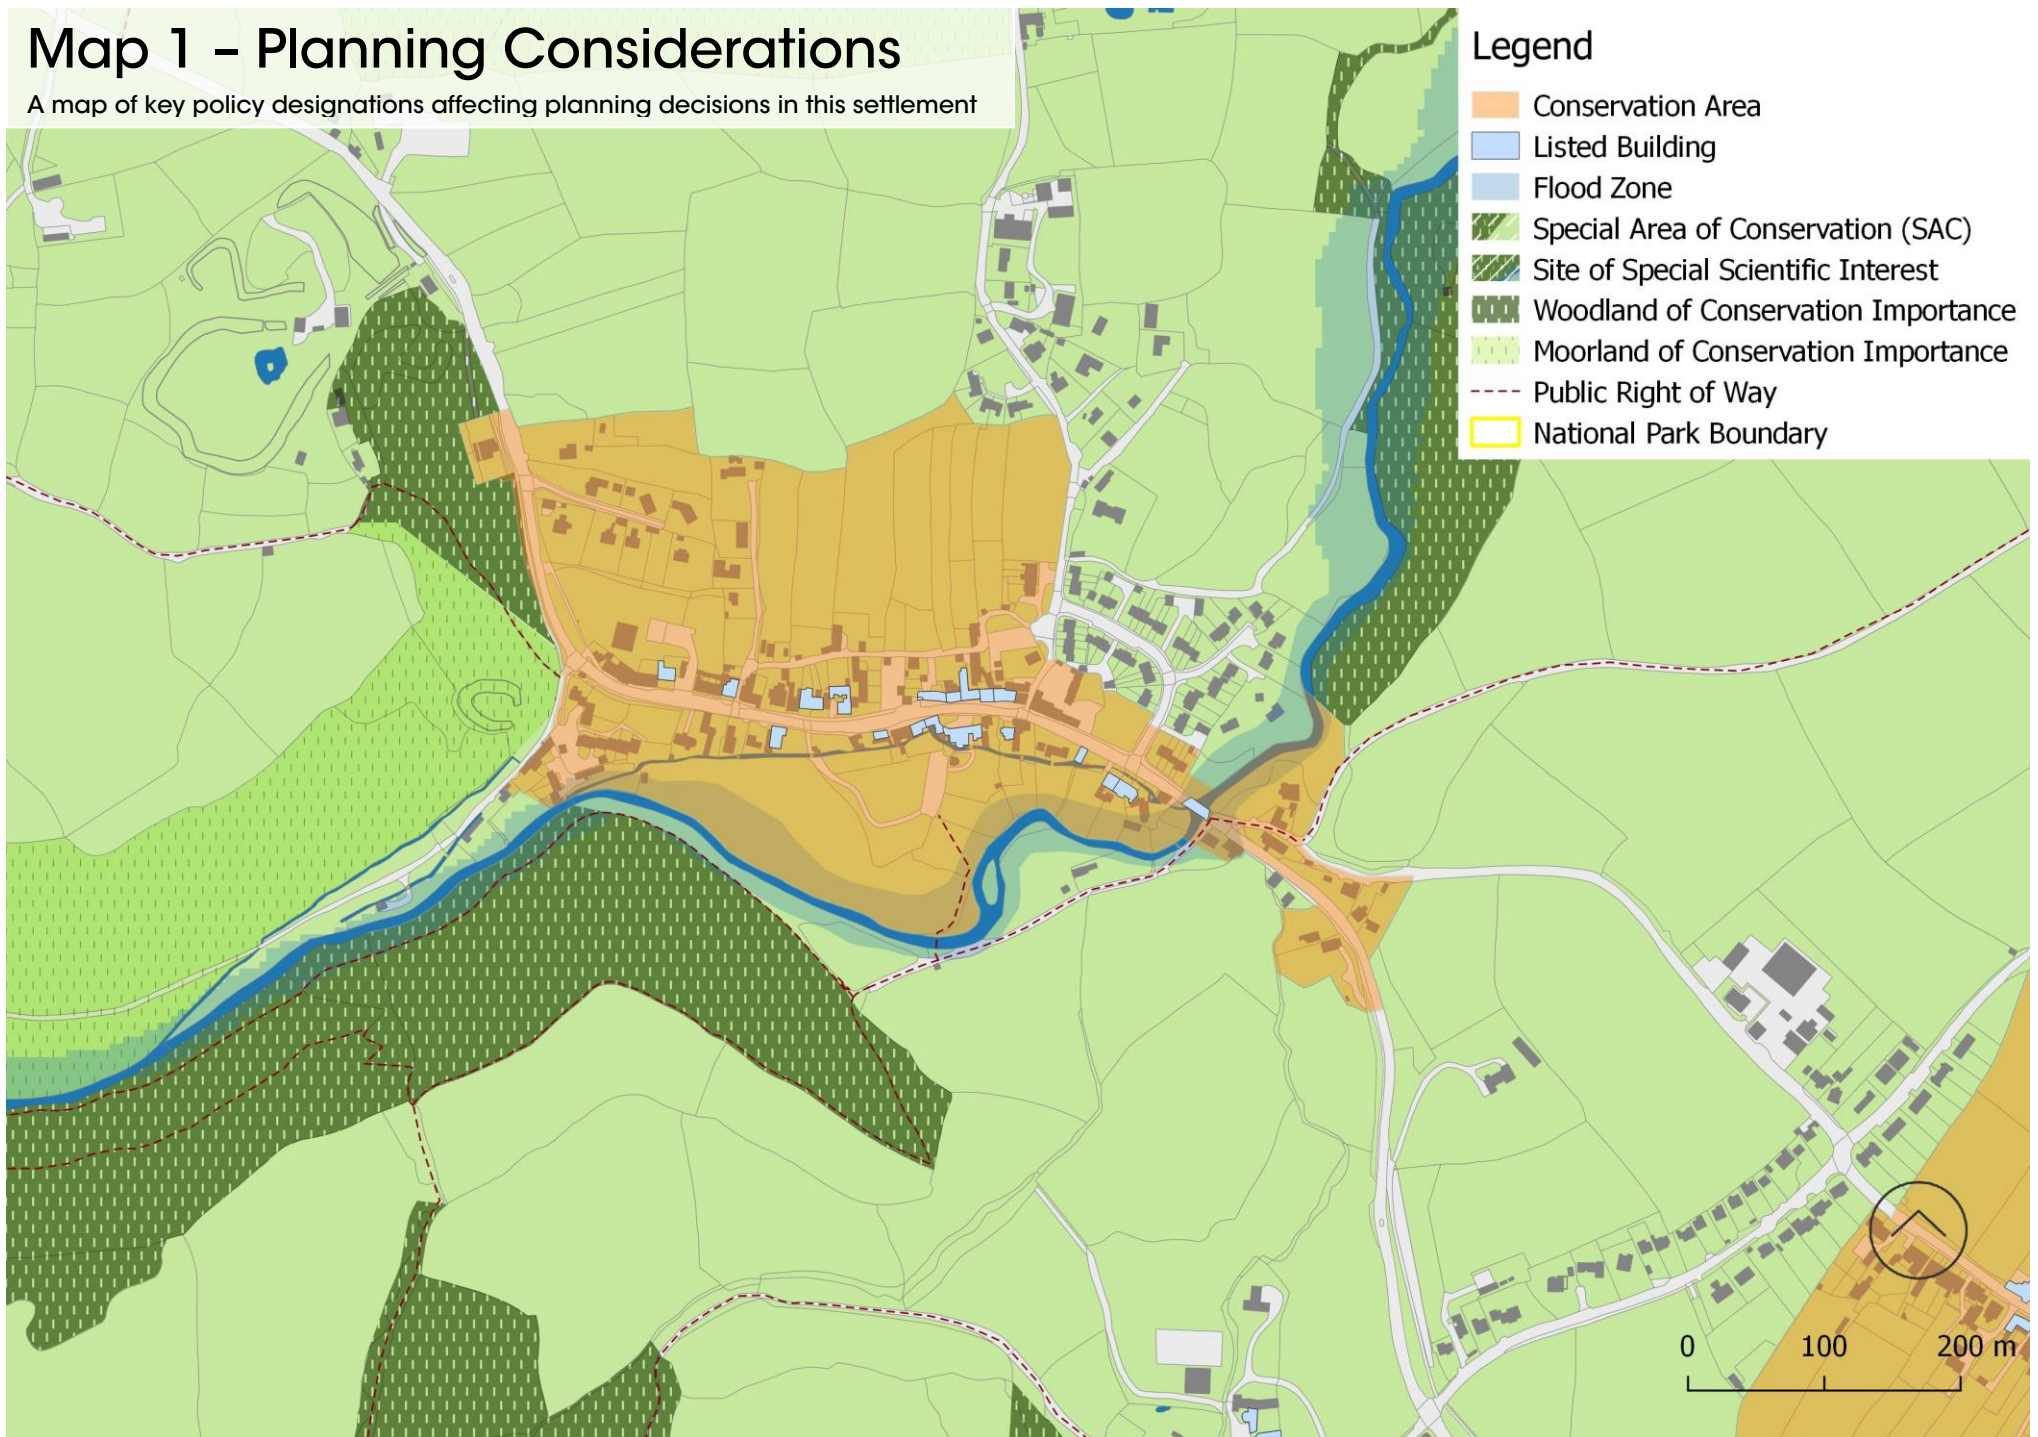 Map 1 – Planning Considerations
A map of key policy designations affecting planning decisions in this settlement
Legend
Conservation Area
Listed Building
Flood Zone
Special Area of Conservation (SAC)
Site of Special Scientific Interest
Woodland of Conservation Importance
Moorland of Conservation Importance
Public Right of Way
National Park Boundary
0 100 200 m